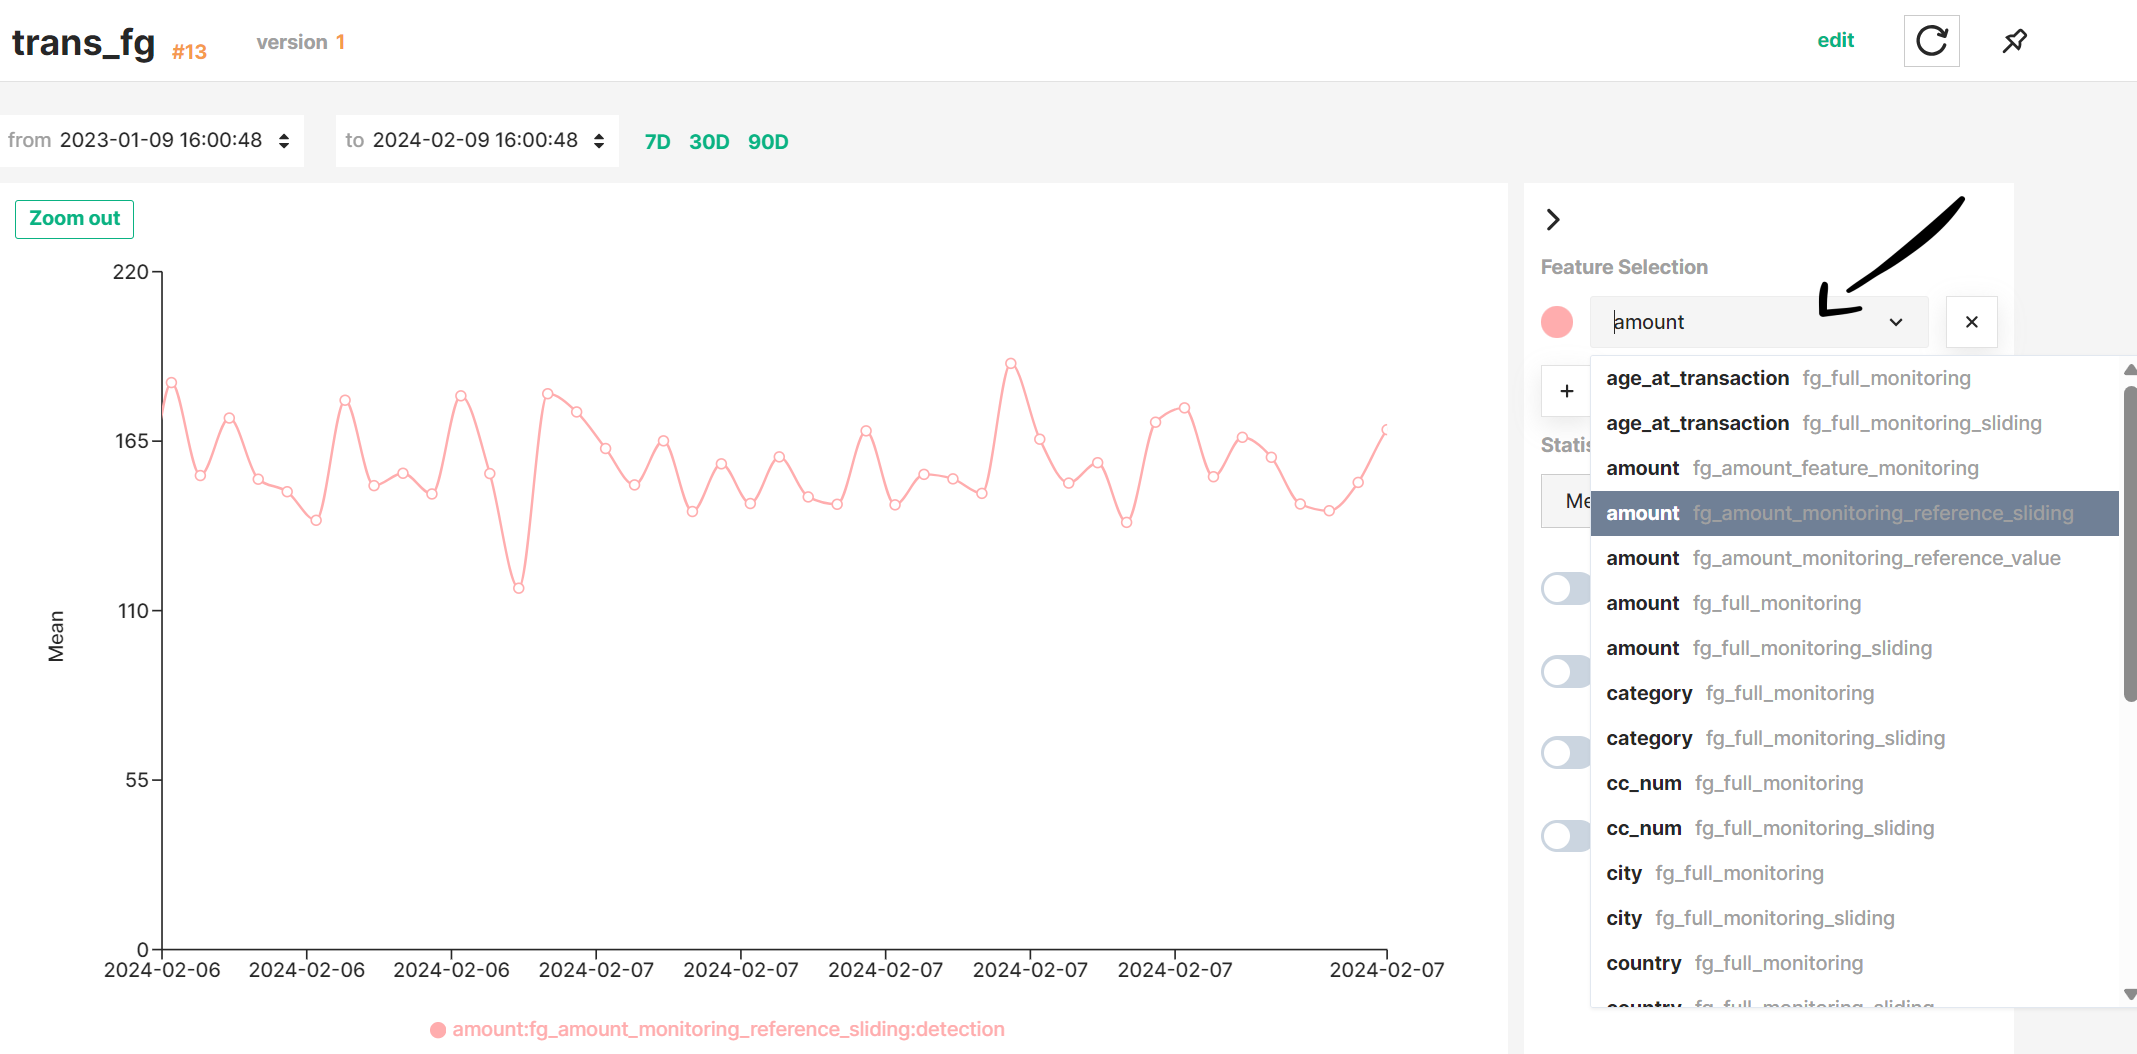 trans_fg #13 version 1 edit
from 2023-01-09 16:00:48 to 2024-02-09 16:00:48 7D 30D 90D
Zoom out
220
165
110
55
0
Mean
2024-02-06 2024-02-06 2024-02-06 2024-02-07 2024-02-07 2024-02-07 2024-02-07 2024-02-07 2024-02-07
amount:fg_amount_monitoring_reference_sliding:detection
Feature Selection
amount
+
Statis
Me
age_at_transaction fg_full_monitoring
age_at_transaction fg_full_monitoring_sliding
amount fg_amount_feature_monitoring
amount fg_amount_monitoring_reference_sliding
amount fg_amount_monitoring_reference_value
amount fg_full_monitoring
amount fg_full_monitoring_sliding
category fg_full_monitoring
category fg_full_monitoring_sliding
cc_num fg_full_monitoring
cc_num fg_full_monitoring_sliding
city fg_full_monitoring
city fg_full_monitoring_sliding
country fg_full_monitoring
country fg_full_monitoring_sliding